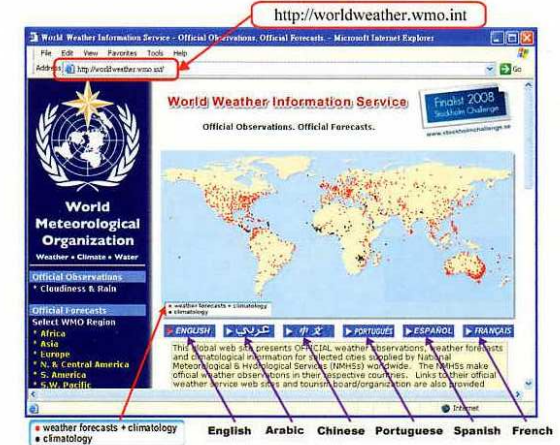 http://worldweather.wmo.int
World Weather Information Service - Official Observations. Official Forecasts. - Microsoft Internet Explorer
File Edit View Favorites Tools Help
Address http://worldweather.wmo.int/ Go
World Weather Information Service
Official Observations. Official Forecasts.
Finalist 2008
Stockholm Challenge
www.stockholmchallenge.se
World
Meteorological
Organization
Weather • Climate • Water
Official Observations
* Cloudiness & Rain
Official Forecasts
Select WMO Region
* Africa
* Asia
* Europe
* N. & Central America
* S. America
* S.W. Pacific
• weather forecasts + climatology
• climatology
ENGLISH عربي 中文 PORTUGUÊS ESPAÑOL FRANÇAIS
This global web site presents OFFICIAL weather observations, weather forecasts
and climatological information for selected cities supplied by National
Meteorological & Hydrological Services (NMHSs) worldwide. The NMHSs make
official weather observations in their respective countries. Links to their official
weather service web sites and tourism board/organization are also provided
Internet
• weather forecasts + climatology
• climatology
English Arabic Chinese Portuguese Spanish French